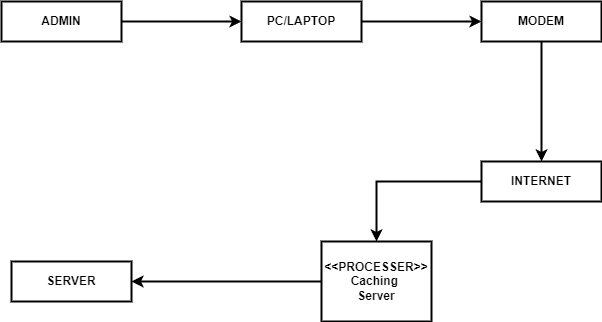 ADMIN
PC/LAPTOP
MODEM
INTERNET
<<PROCESSER>>
Caching
Server
SERVER